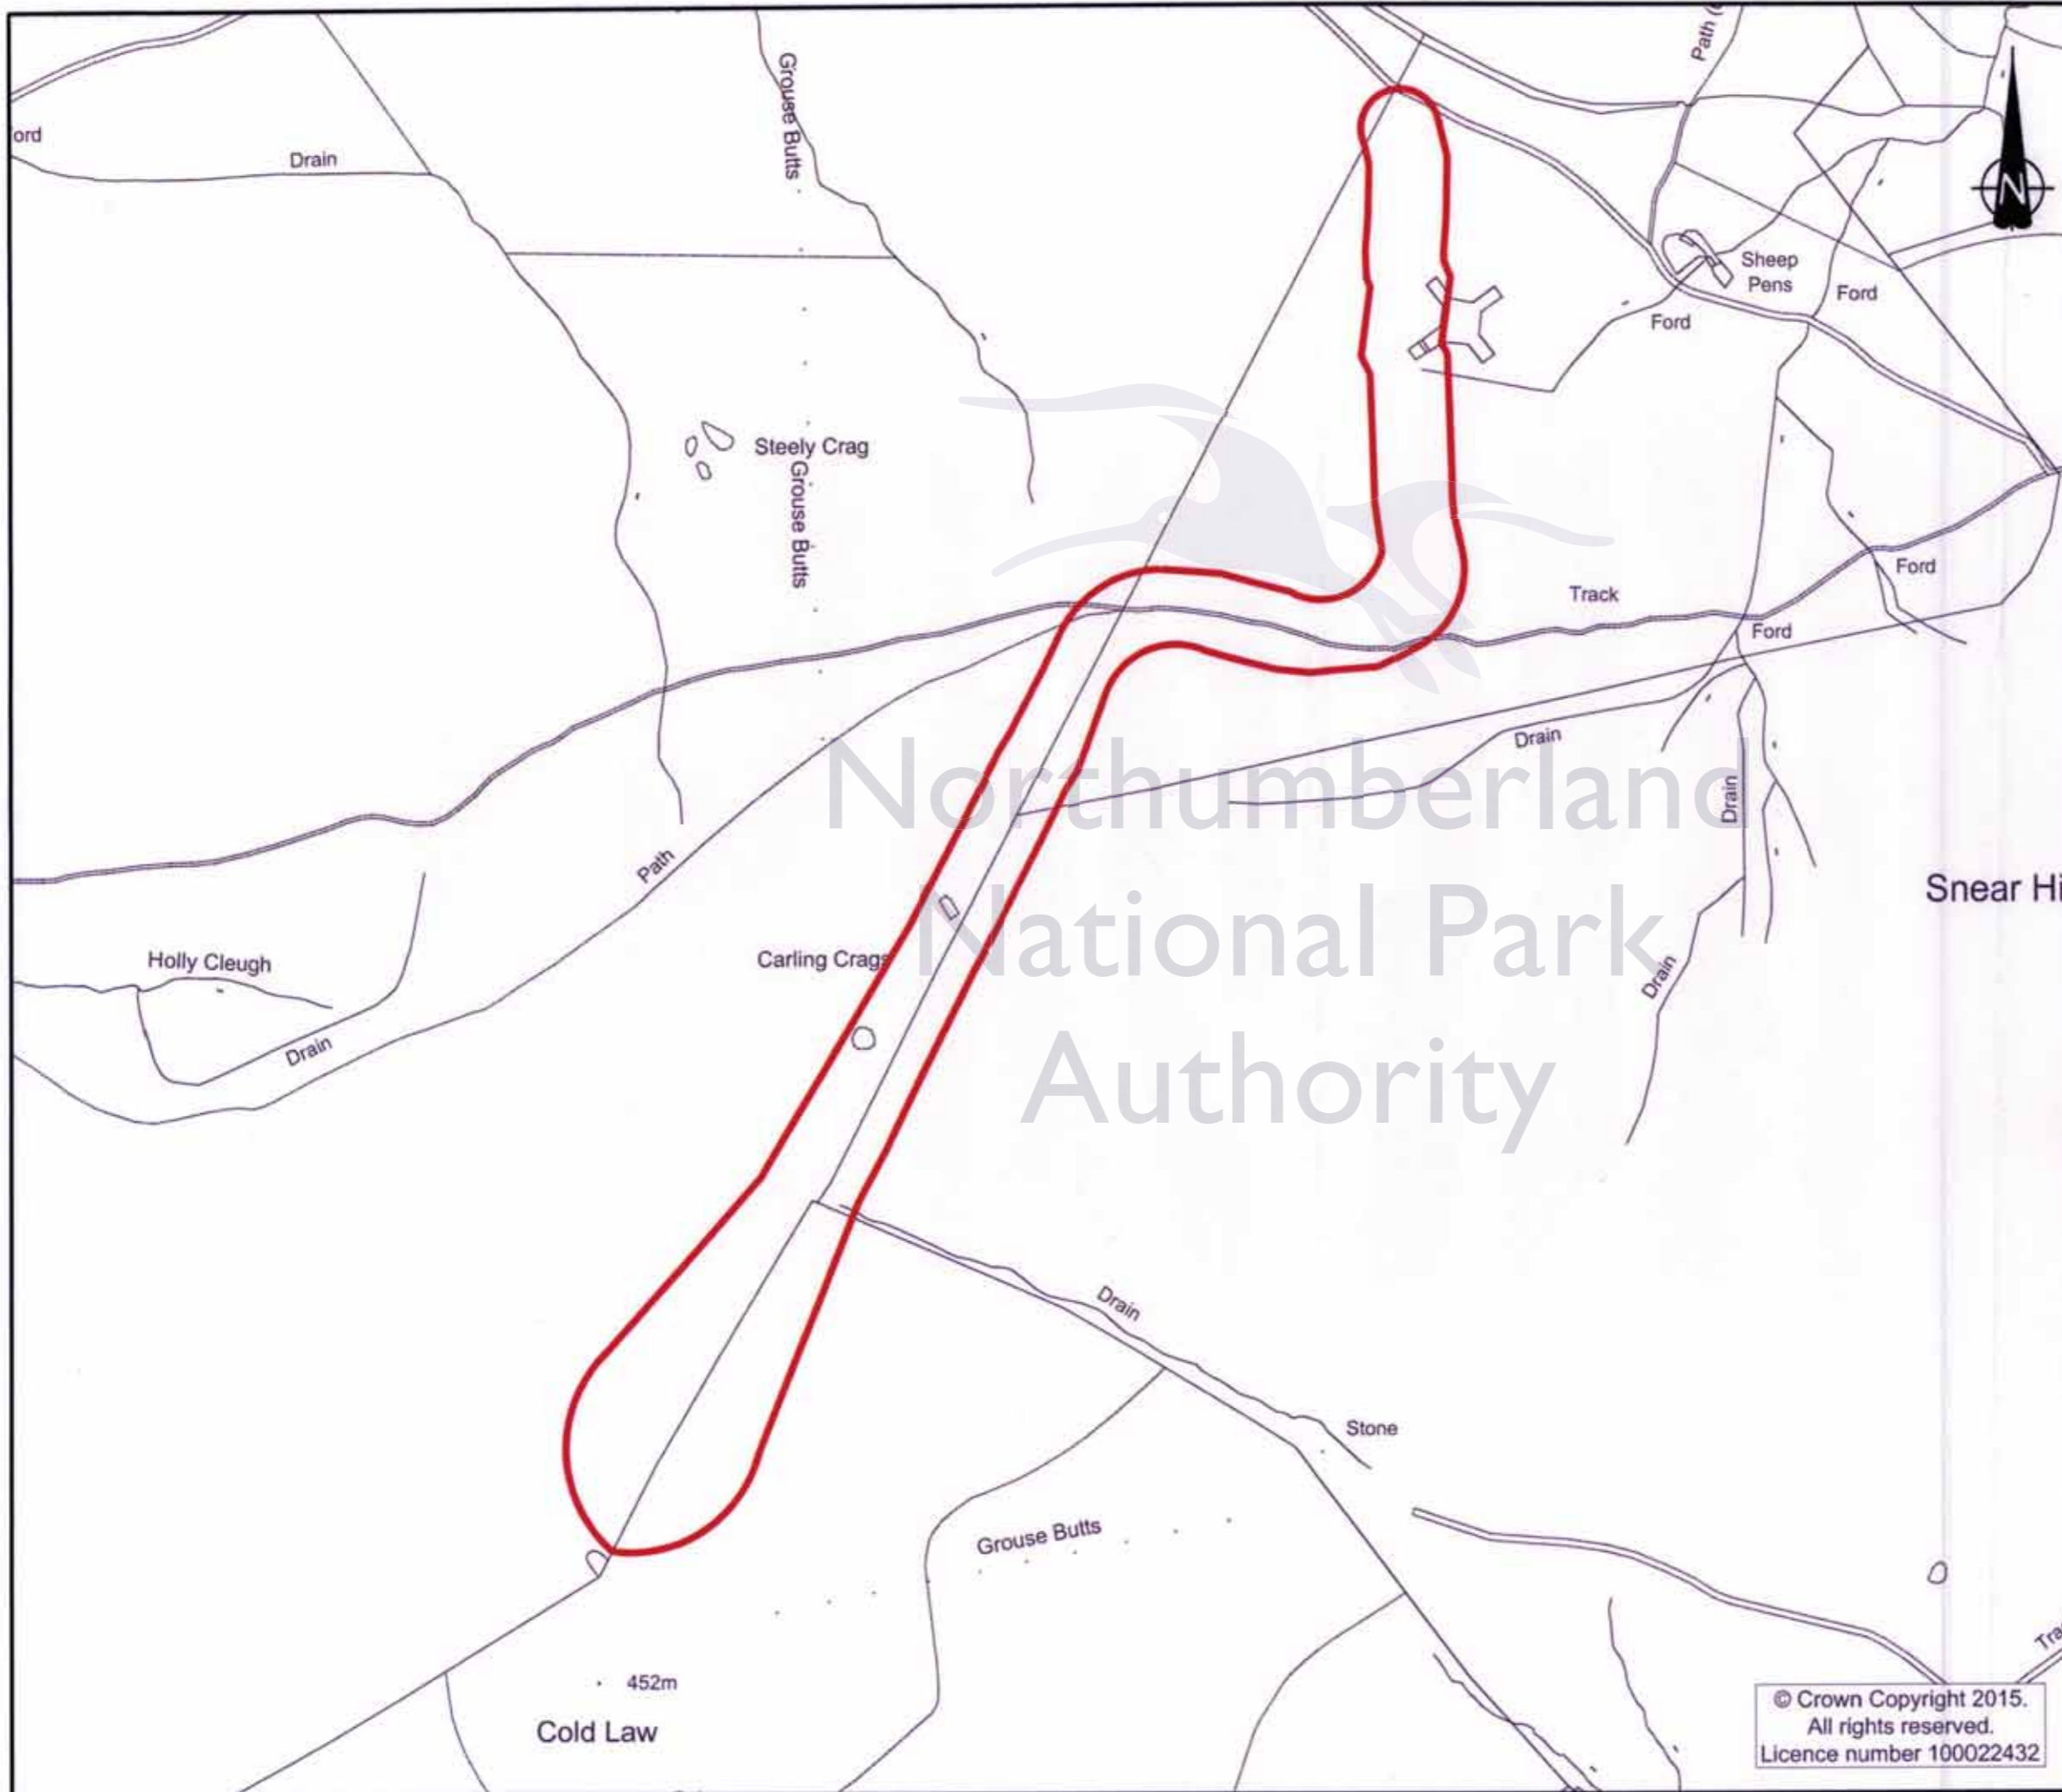 Path
Grouse Butts
ord
Drain
N
Sheep
Pens
Ford
Ford
Steely Crag
Grouse Butts
Ford
Track
Ford
Drain
Northumberland
National Park
Authority
Drain
Path
Snear Hi
Carling Crags
Holly Cleugh
Drain
Drain
Drain
Stone
Grouse Butts
Tra
452m
Cold Law
© Crown Copyright 2015.
All rights reserved.
Licence number 100022432